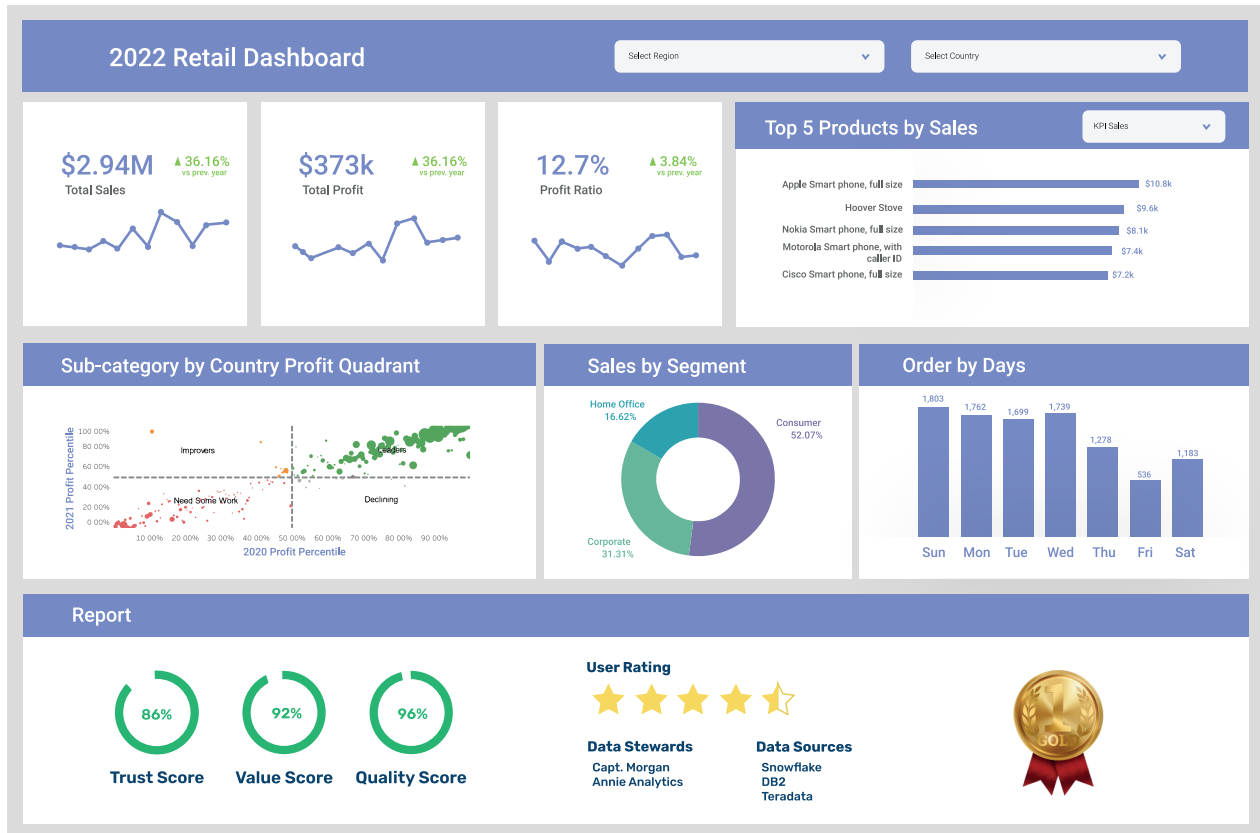 2022 Retail Dashboard
Select Region
Select Country
$2.94M
▲ 36.16%
vs prev. year
Total Sales
$373k
▲ 36.16%
vs prev. year
Total Profit
12.7%
▲ 3.84%
vs prev. year
Profit Ratio
Top 5 Products by Sales
KPI Sales
Apple Smart phone, full size
$10.8k
Hoover Stove
$9.6k
Nokia Smart phone, full size
$8.1k
Motorola Smart phone, with
caller ID
$7.4k
Cisco Smart phone, full size
$7.2k
Sub-category by Country Profit Quadrant
2021 Profit Percentile
100 00%
80 00%
60 00%
40 00%
20 00%
0 00%
Improvers
Leaders
Need Some Work
Declining
10 00%
20 00%
30 00%
40 00%
50 00%
60 00%
70 00%
80 00%
90 00%
2020 Profit Percentile
Sales by Segment
Home Office
16.62%
Consumer
52.07%
Corporate
31.31%
Order by Days
1,803
1,762
1,699
1,739
1,278
536
1,183
Sun
Mon
Tue
Wed
Thu
Fri
Sat
Report
86%
92%
96%
Trust Score
Value Score
Quality Score
User Rating
Data Stewards
Capt. Morgan
Annie Analytics
Data Sources
Snowflake
DB2
Teradata
1
GOLD